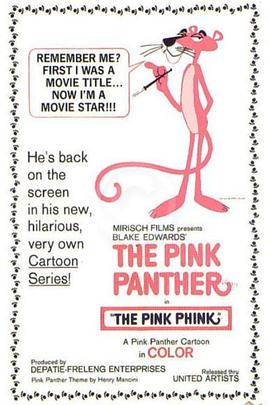 REMEMBER ME?
FIRST I WAS A
MOVIE TITLE...
NOW I'M A
MOVIE STAR!!!
He's back
on the
screen
in his new,
hilarious,
very own
Cartoon
Series!
MIRISCH FILMS presents
BLAKE EDWARDS'
THE PINK
PANTHER
in
"THE PINK PHINK"
A Pink Panther Cartoon
in COLOR
Produced by
DEPATIE-FRELENG ENTERPRISES
Pink Panther Theme by Henry Mancini
Released thru
UNITED ARTISTS